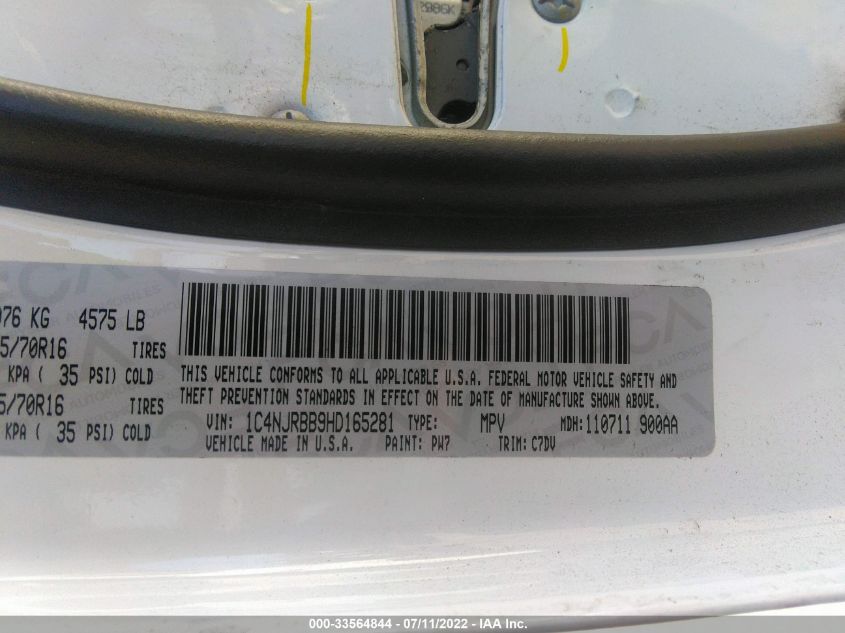 076 KG 4575 LB
5/70R16 TIRES
KPA ( 35 PSI) COLD
5/70R16 TIRES
KPA ( 35 PSI) COLD
THIS VEHICLE CONFORMS TO ALL APPLICABLE U.S.A. FEDERAL MOTOR VEHICLE SAFETY AND
THEFT PREVENTION STANDARDS IN EFFECT ON THE DATE OF MANUFACTURE SHOWN ABOVE.
VIN: 1C4NJRBB9HD165281 TYPE: MPV MDH: 110711 900AA
VEHICLE MADE IN U.S.A. PAINT: PW7 TRIM: C7DV
000-33564844 - 07/11/2022 - IAA Inc.